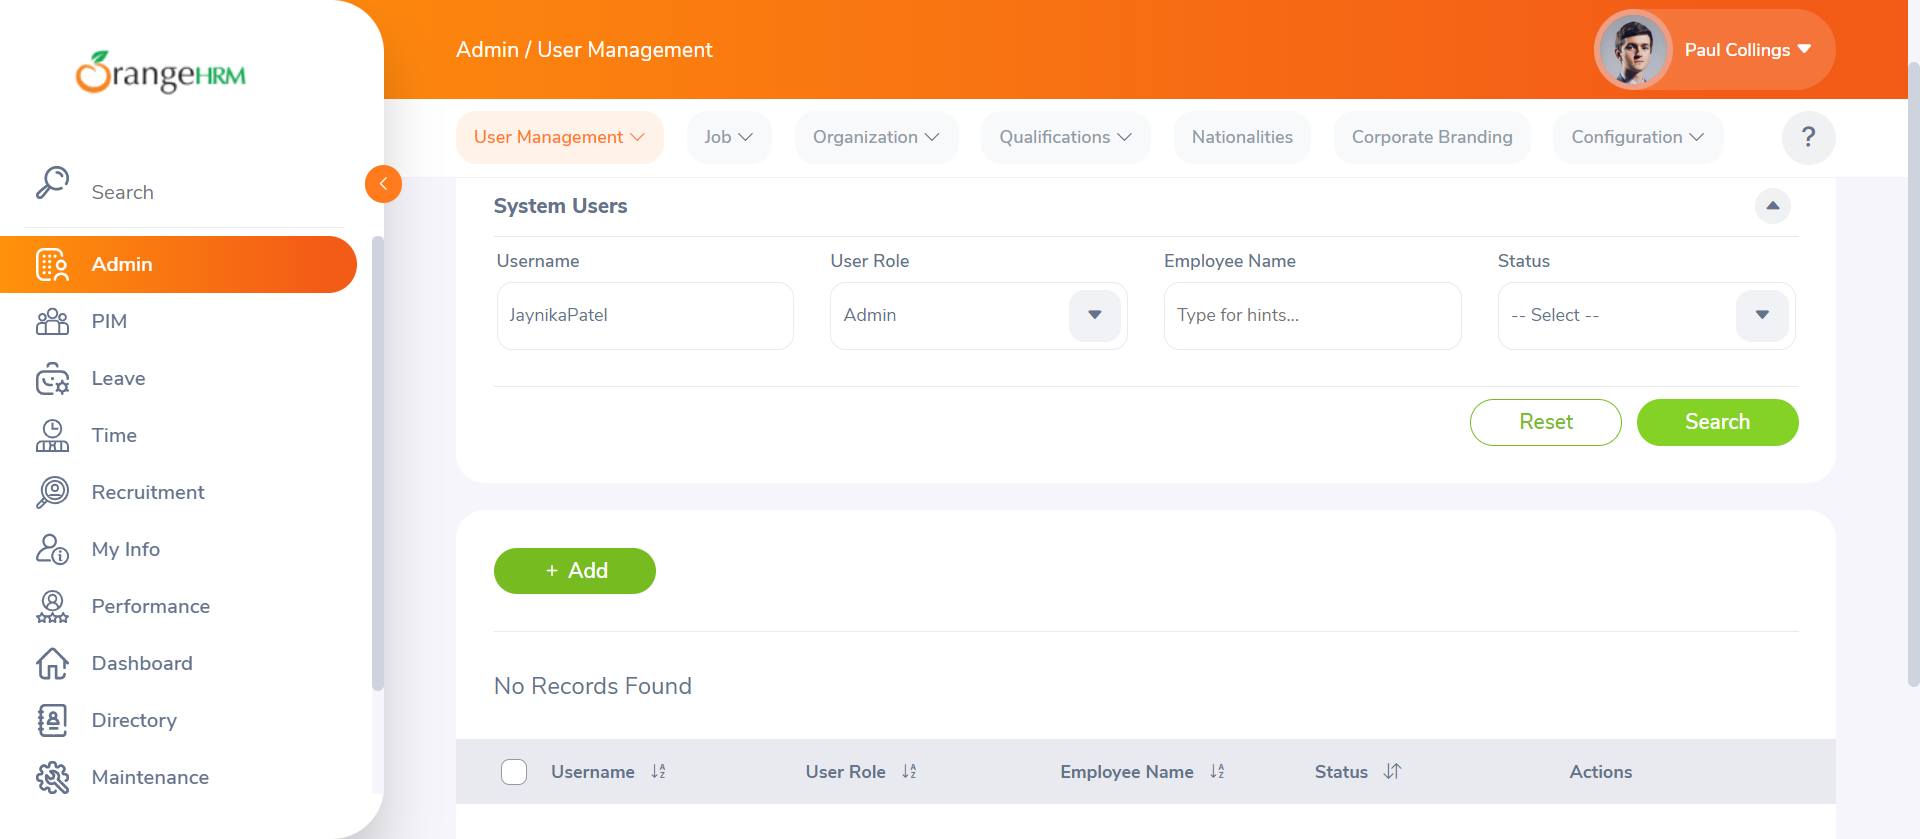 OrangeHRM
Admin / User Management
Paul Collings
Search
Admin
PIM
Leave
Time
Recruitment
My Info
Performance
Dashboard
Directory
Maintenance
User Management
Job
Organization
Qualifications
Nationalities
Corporate Branding
Configuration
?
System Users
Username
User Role
Employee Name
Status
JaynikaPatel
Admin
Type for hints...
-- Select --
Reset
Search
+ Add
No Records Found
Username
User Role
Employee Name
Status
Actions